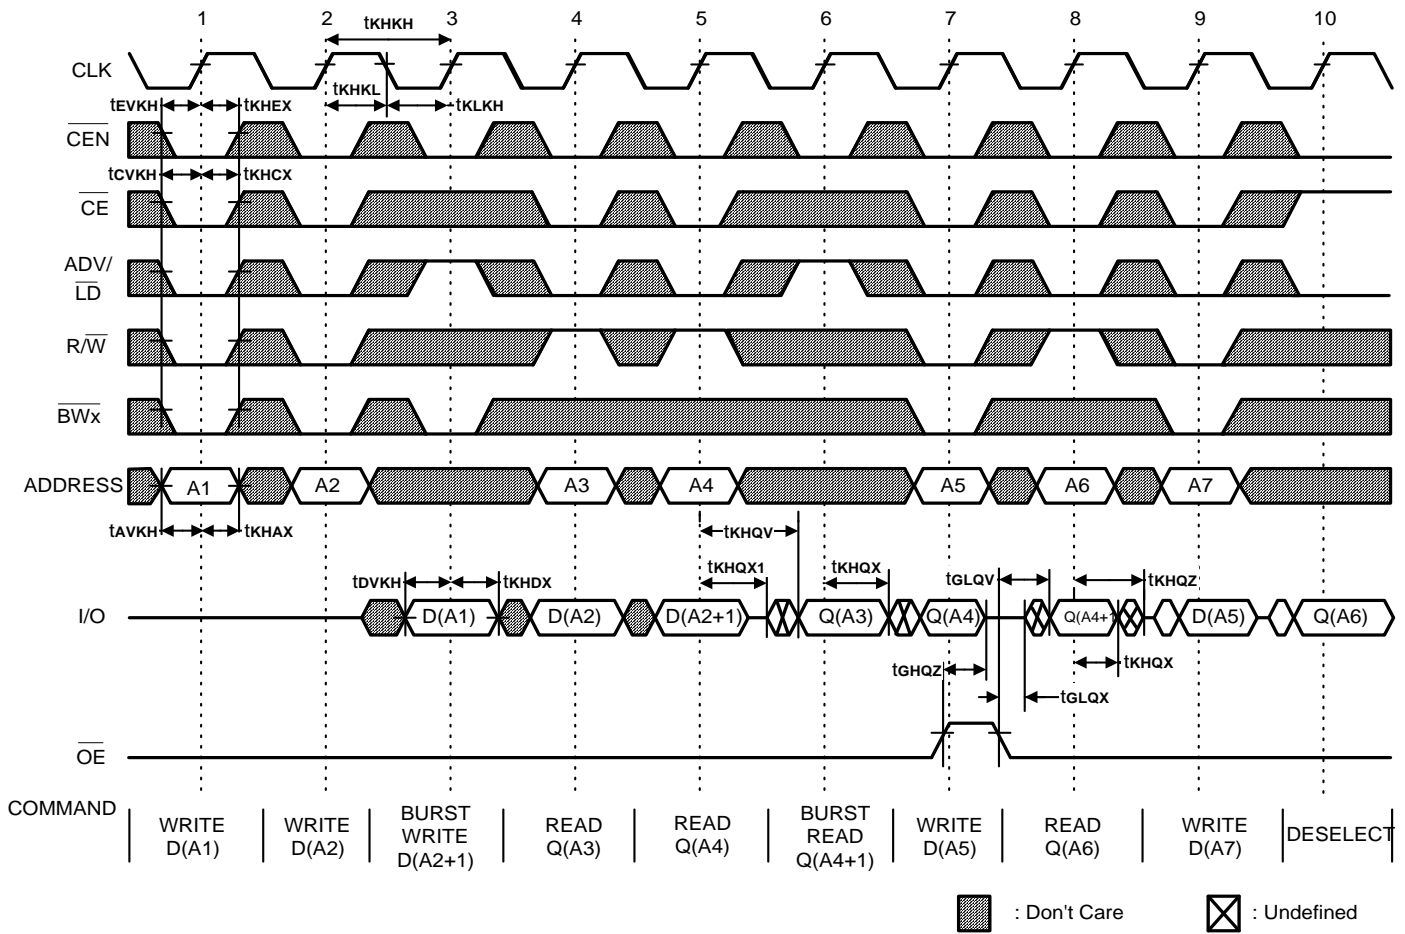 1 2 3 4 5 6 7 8 9 10
tKHKH
CLK
tKHKL tKLKH
tEVKH tKHEX
CEN
tCVKH tKHCX
CE
ADV/
LD
R/W
BWx
ADDRESS A1 A2 A3 A4 A5 A6 A7
tAVKH tKHAX tKHQV
tDVKH tKHDX tKHQX1 tKHQX tGLQV tKHQZ
I/O D(A1) D(A2) D(A2+1) Q(A3) Q(A4) Q(A4+1 D(A5) Q(A6)
tGHQZ tKHQX
tGLQX
OE
COMMAND
WRITE
D(A1)
WRITE
D(A2)
BURST
WRITE
D(A2+1)
READ
Q(A3)
READ
Q(A4)
BURST
READ
Q(A4+1)
WRITE
D(A5)
READ
Q(A6)
WRITE
D(A7)
DESELECT
: Don't Care : Undefined